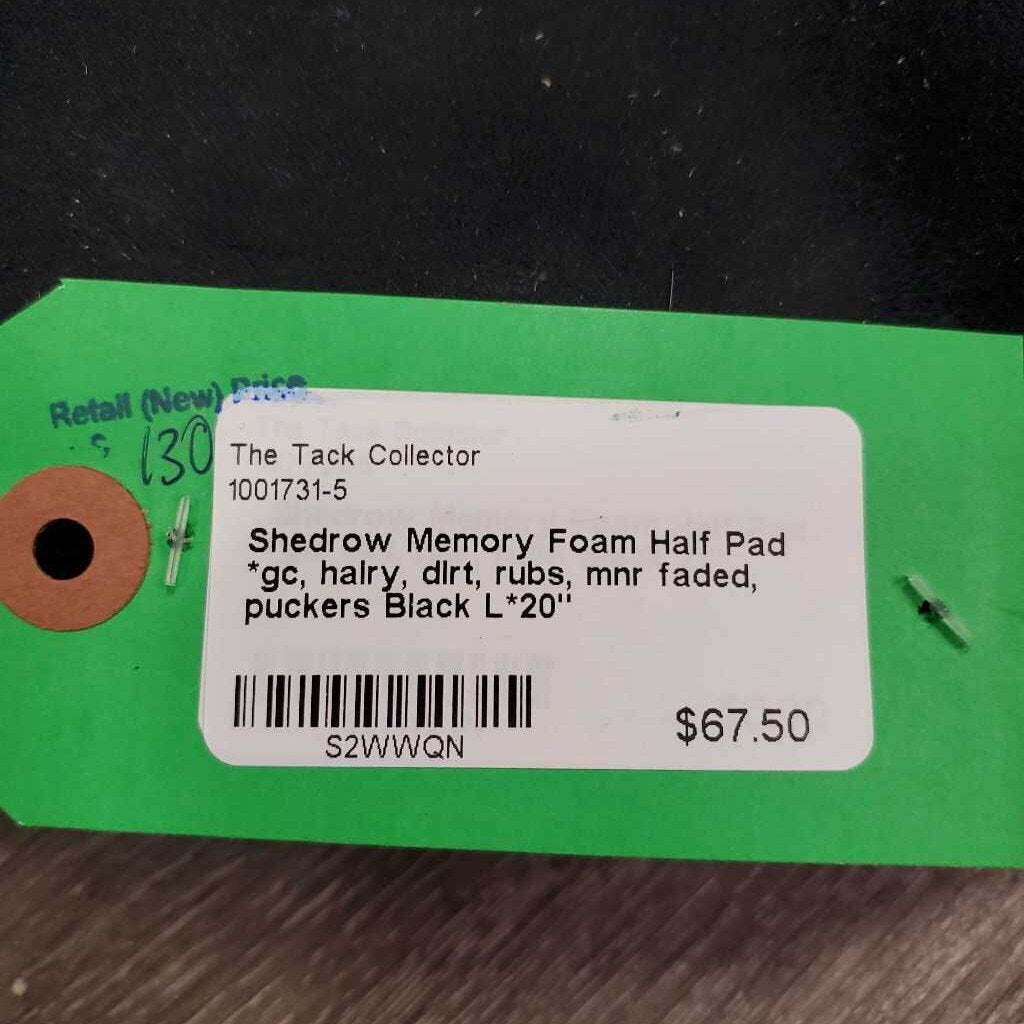 Retail (New) Price
130
The Tack Collector
1001731-5
Shedrow Memory Foam Half Pad
*gc, hairy, dirt, rubs, mnr faded,
puckers Black L*20"
S2WWQN
$67.50